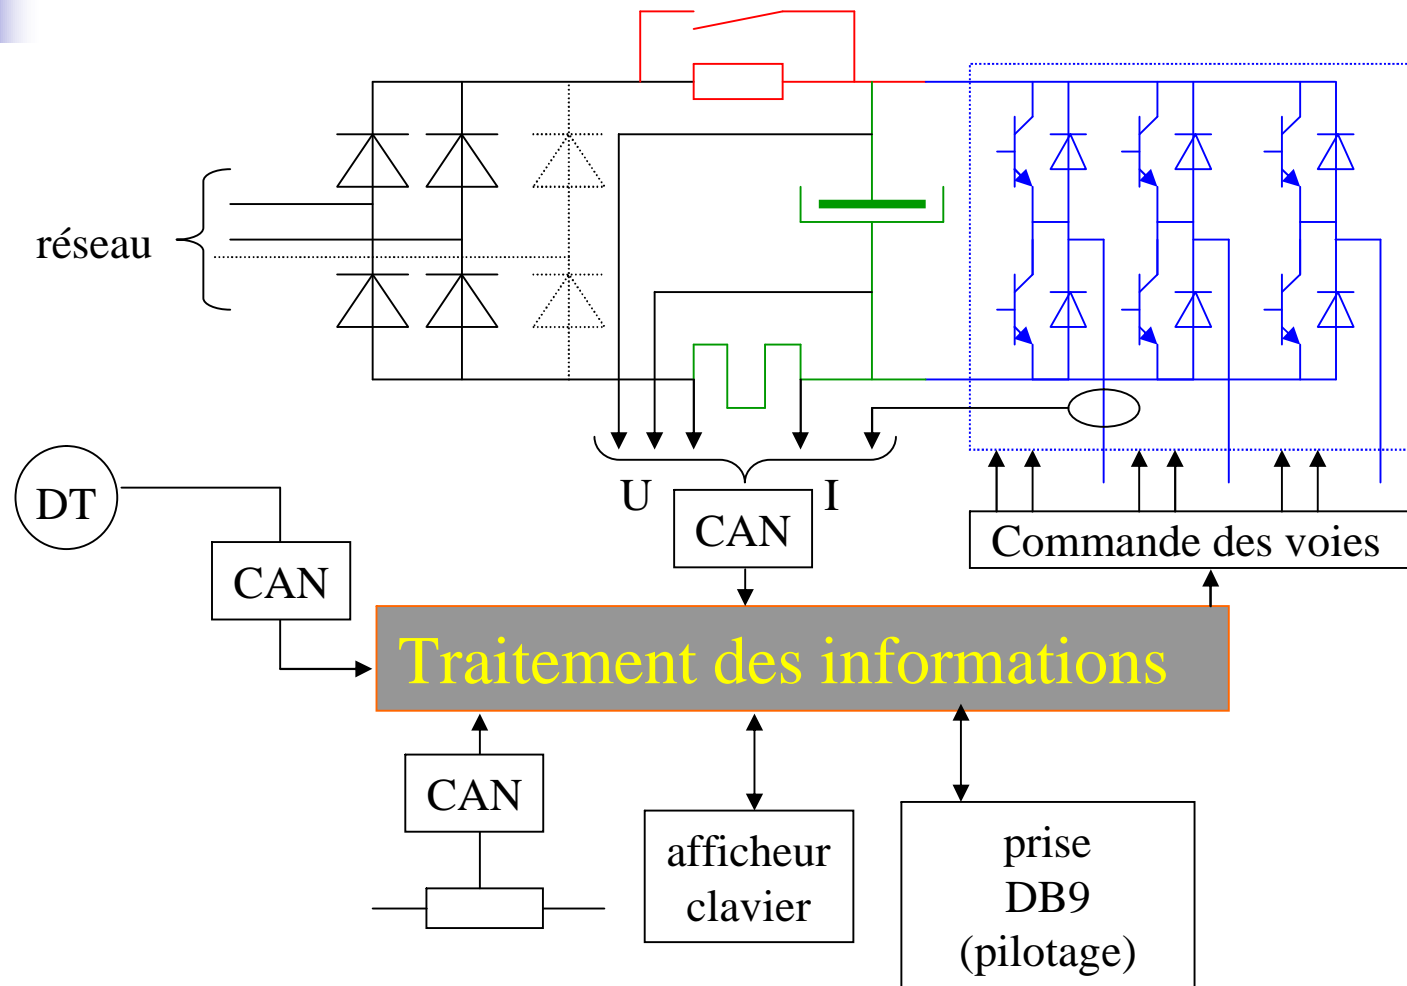 réseau
DT
U
I
CAN
CAN
Commande des voies
Traitement des informations
CAN
afficheur
clavier
prise
DB9
(pilotage)